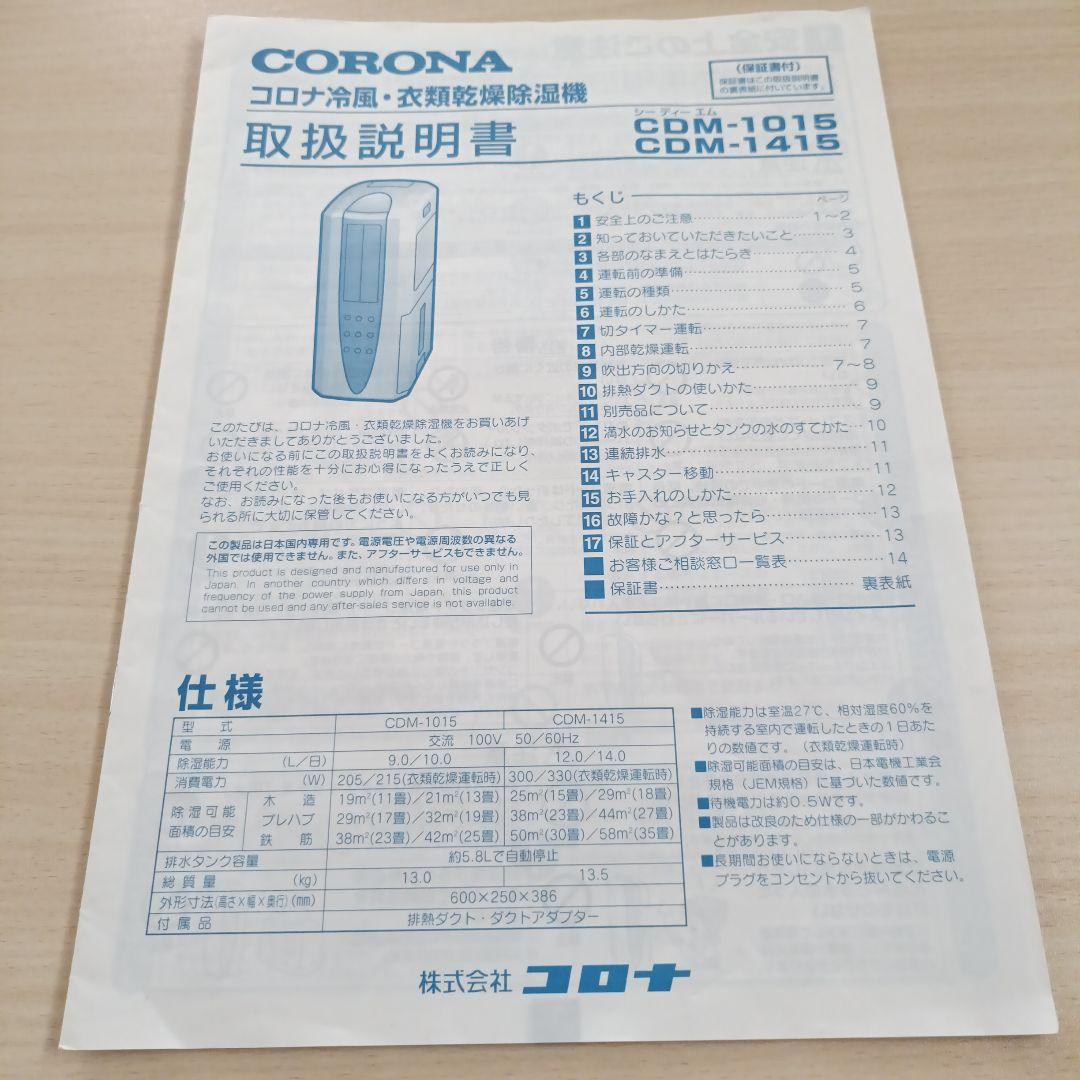 CORONA
コロナ冷風・衣類乾燥除湿機
取扱説明書
(保証書付)
保証書はこの取扱説明書
の裏表紙に付いています。
シー ディー エム
CDM-1015
CDM-1415
もくじ ページ
1 安全上のご注意 1～2
2 知っておいていただきたいこと 3
3 各部のなまえとはたらき 4
4 運転前の準備 5
5 運転の種類 5
6 運転のしかた 6
7 切タイマー運転 7
8 内部乾燥運転 7
9 吹出方向の切りかえ 7～8
10 排熱ダクトの使いかた 9
11 別売品について 9
12 満水のお知らせとタンクの水のすてかた 10
13 連続排水 11
14 キャスター移動 11
15 お手入れのしかた 12
16 故障かな？と思ったら 13
17 保証とアフターサービス 13
お客様ご相談窓口一覧表 14
保証書 裏表紙
このたびは、コロナ冷風・衣類乾燥除湿機をお買いあげ
いただきましてありがとうございました。
お使いになる前にこの取扱説明書をよくお読みになり、
それぞれの性能を十分にお心得になったうえで正しく
ご使用ください。
なお、お読みになった後もお使いになる方がいつでも見
られる所に大切に保管してください。
この製品は日本国内専用です。電源電圧や電源周波数の異なる
外国では使用できません。また、アフターサービスもできません。
This product is designed and manufactured for use only in
Japan. In another country which differs in voltage and
frequency of the power supply from Japan, this product
cannot be used and any after-sales service is not available.
仕様
型式 CDM-1015 CDM-1415
電源 交流 100V 50／60Hz
除湿能力 (L／日) 9.0／10.0 12.0／14.0
消費電力 (W) 205／215(衣類乾燥運転時) 300／330(衣類乾燥運転時)
除湿可能面積の目安 木造 19m²(11畳)／21m²(13畳) 25m²(15畳)／29m²(18畳)
プレハブ 29m²(17畳)／32m²(19畳) 38m²(23畳)／44m²(27畳)
鉄筋 38m²(23畳)／42m²(25畳) 50m²(30畳)／58m²(35畳)
排水タンク容量 約5.8Lで自動停止
総質量 (kg) 13.0 13.5
外形寸法(高さ×幅×奥行)(mm) 600×250×386
付属品 排熱ダクト・ダクトアダプター
■除湿能力は室温27℃、相対湿度60％を
持続する室内で運転したときの1日あた
りの数値です。（衣類乾燥運転時）
■除湿可能面積の目安は、日本電機工業会
規格（JEM規格）に基づいた数値です。
■待機電力は約0.5Wです。
■製品は改良のため仕様の一部がかわるこ
とがあります。
■長期間お使いにならないときは、電源
プラグをコンセントから抜いてください。
株式会社 コロナ